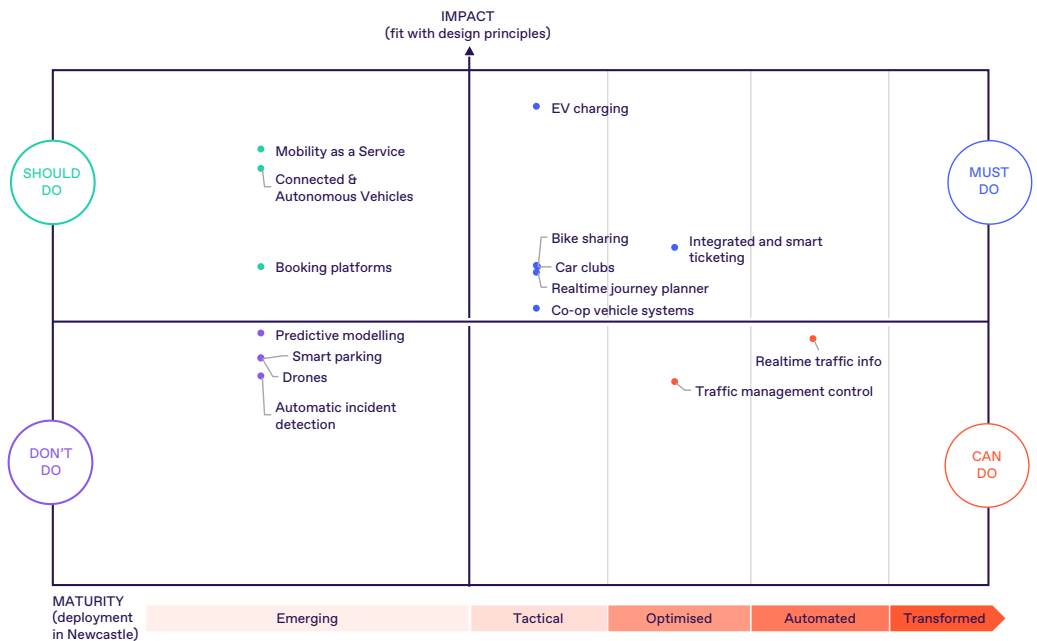 IMPACT
(fit with design principles)
EV charging
Mobility as a Service
Connected &
Autonomous Vehicles
SHOULD
DO
MUST
DO
Bike sharing
Integrated and smart
ticketing
Booking platforms
Car clubs
Realtime journey planner
Co-op vehicle systems
Predictive modelling
Smart parking
Drones
Automatic incident
detection
Realtime traffic info
Traffic management control
DON'T
DO
CAN
DO
MATURITY
(deployment
in Newcastle)
Emerging
Tactical
Optimised
Automated
Transformed